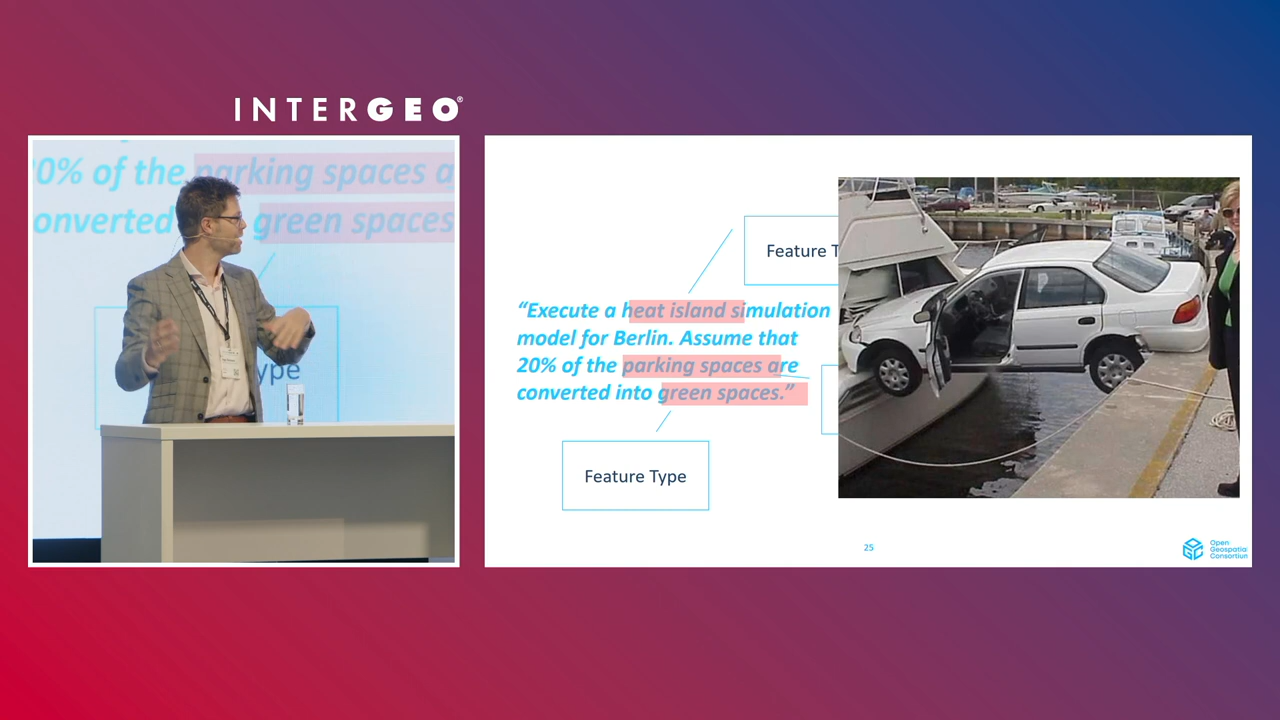 INTERGEO®
0% of the parking spaces a
onverted green spaces
ype
Feature T
“Execute a heat island simulation
model for Berlin. Assume that
20% of the parking spaces are
converted into green spaces.”
Feature Type
25
Open
Geospatial
Consortium